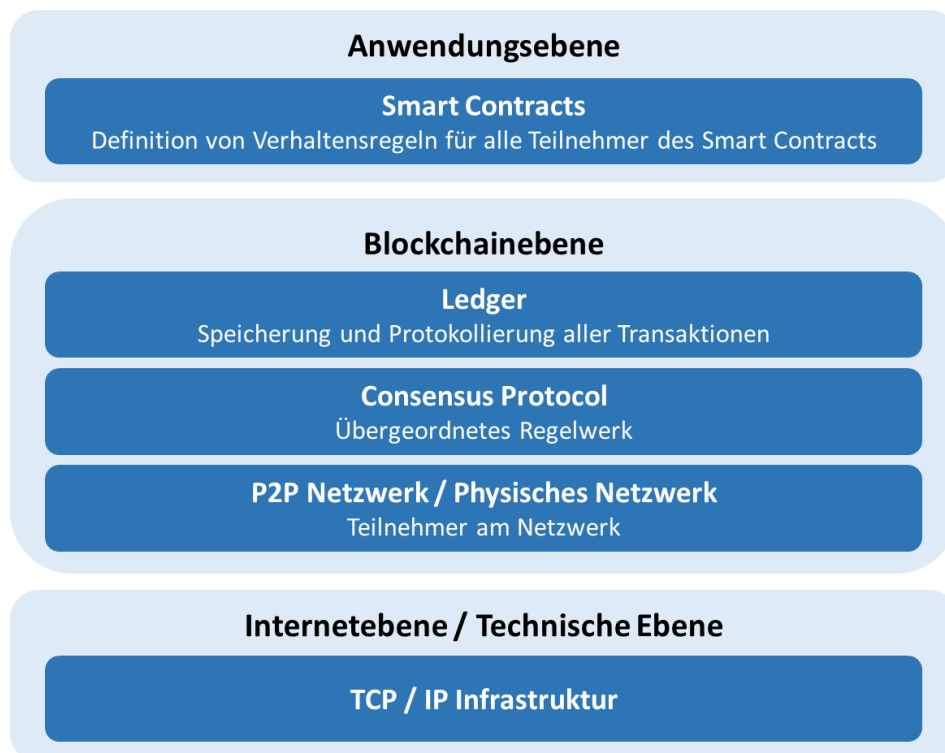 Anwendungsebene
Smart Contracts
Definition von Verhaltensregeln für alle Teilnehmer des Smart Contracts
Blockchainebene
Ledger
Speicherung und Protokollierung aller Transaktionen
Consensus Protocol
Übergeordnetes Regelwerk
P2P Netzwerk / Physisches Netzwerk
Teilnehmer am Netzwerk
Internetebene / Technische Ebene
TCP / IP Infrastruktur